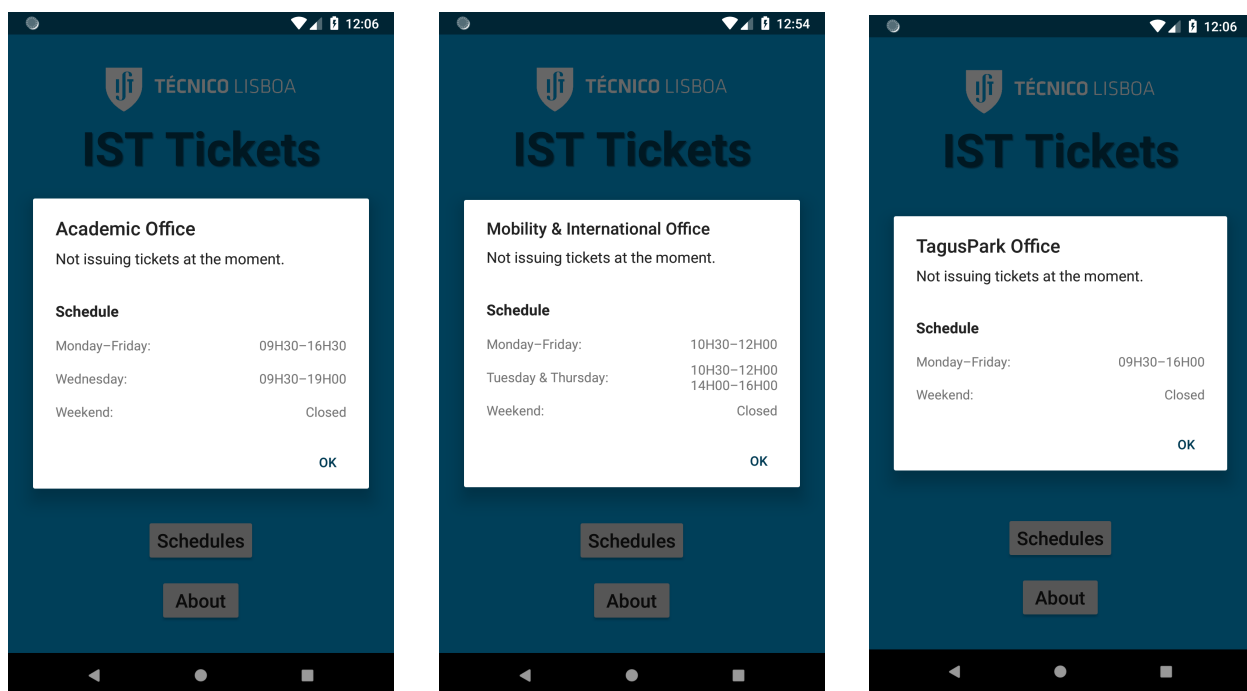 12:06
TÉCNICO LISBOA
IST Tickets
Academic Office
Not issuing tickets at the moment.
Schedule
Monday–Friday: 09H30–16H30
Wednesday: 09H30–19H00
Weekend: Closed
OK
Schedules
About
12:54
TÉCNICO LISBOA
IST Tickets
Mobility & International Office
Not issuing tickets at the moment.
Schedule
Monday–Friday: 10H30–12H00
Tuesday & Thursday: 10H30–12H00
14H00–16H00
Weekend: Closed
OK
Schedules
About
12:06
TÉCNICO LISBOA
IST Tickets
TagusPark Office
Not issuing tickets at the moment.
Schedule
Monday–Friday: 09H30–16H00
Weekend: Closed
OK
Schedules
About